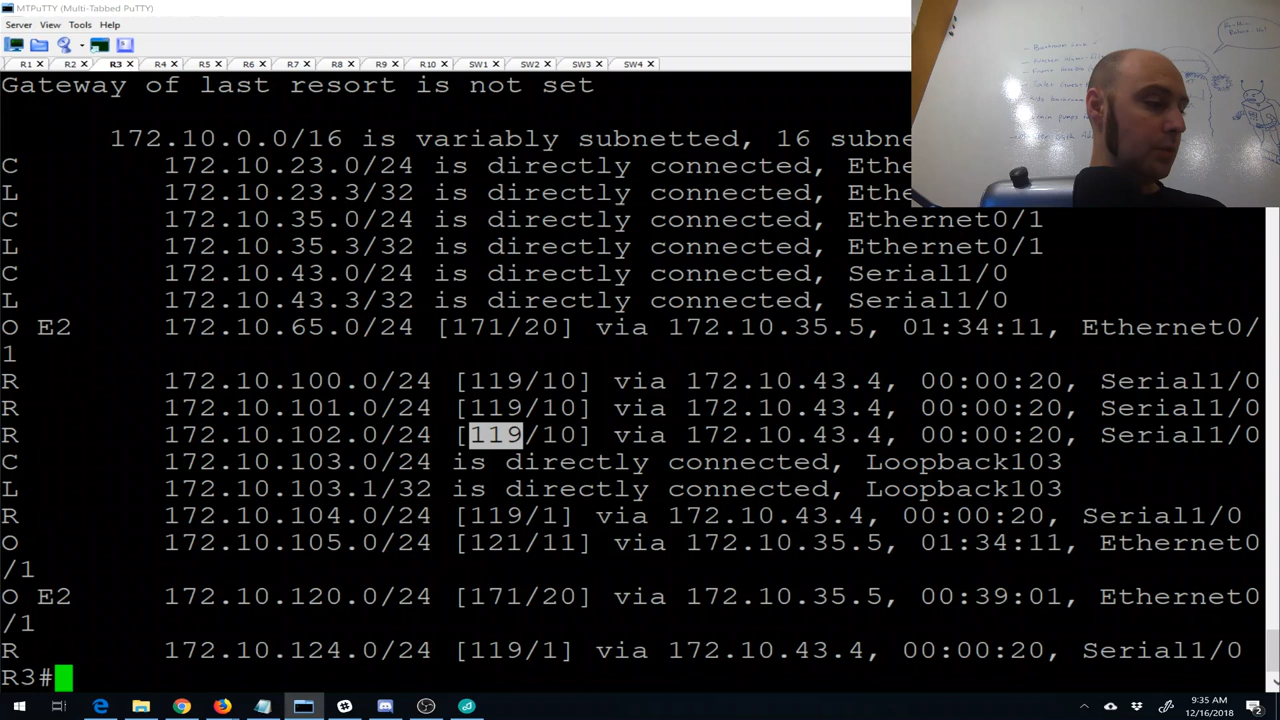 MTPuTTY (Multi-Tabbed PuTTY)
Server View Tools Help
R1 R2 R3 R4 R5 R6 R7 R8 R9 R10 SW1 SW2 SW3 SW4
Gateway of last resort is not set
172.10.0.0/16 is variably subnetted, 16 subne
C 172.10.23.0/24 is directly connected, Ethe
L 172.10.23.3/32 is directly connected, Ethe
C 172.10.35.0/24 is directly connected, Ethernet0/1
L 172.10.35.3/32 is directly connected, Ethernet0/1
C 172.10.43.0/24 is directly connected, Serial1/0
L 172.10.43.3/32 is directly connected, Serial1/0
O E2 172.10.65.0/24 [171/20] via 172.10.35.5, 01:34:11, Ethernet0/
1
R 172.10.100.0/24 [119/10] via 172.10.43.4, 00:00:20, Serial1/0
R 172.10.101.0/24 [119/10] via 172.10.43.4, 00:00:20, Serial1/0
R 172.10.102.0/24 [119/10] via 172.10.43.4, 00:00:20, Serial1/0
C 172.10.103.0/24 is directly connected, Loopback103
L 172.10.103.1/32 is directly connected, Loopback103
R 172.10.104.0/24 [119/1] via 172.10.43.4, 00:00:20, Serial1/0
O 172.10.105.0/24 [121/11] via 172.10.35.5, 01:34:11, Ethernet0
/1
O E2 172.10.120.0/24 [171/20] via 172.10.35.5, 00:39:01, Ethernet0
/1
R 172.10.124.0/24 [119/1] via 172.10.43.4, 00:00:20, Serial1/0
R3#
9:35 AM
12/16/2018
2